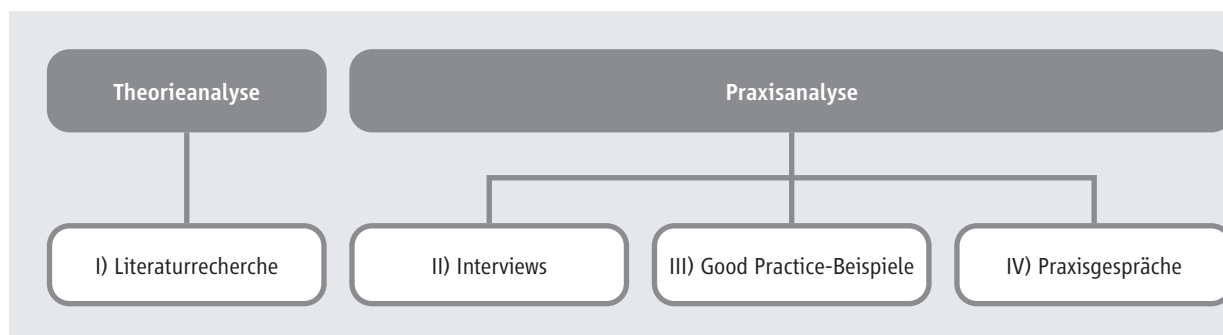 Theorieanalyse
Praxisanalyse
I) Literaturrecherche
II) Interviews
III) Good Practice-Beispiele
IV) Praxisgespräche